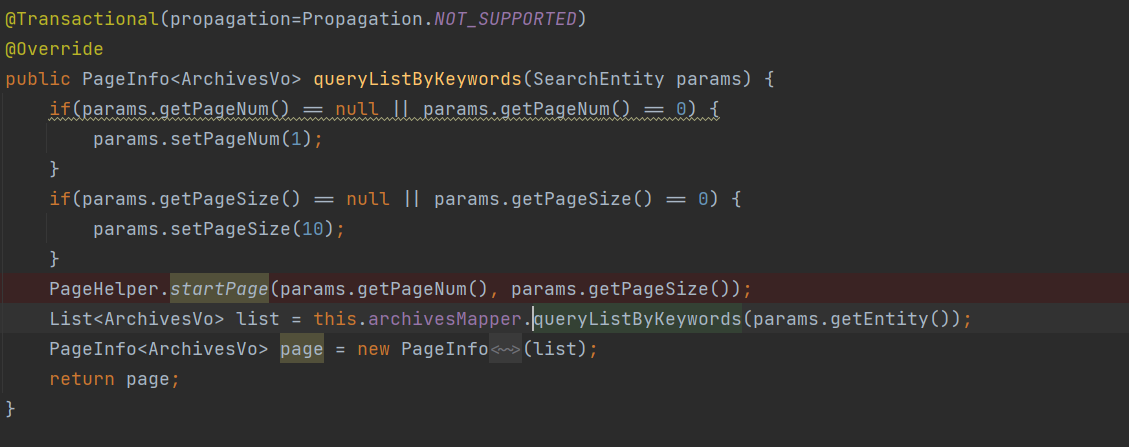 @Transactional(propagation=Propagation.NOT_SUPPORTED)
@Override
public PageInfo<ArchivesVo> queryListByKeywords(SearchEntity params) {
    if(params.getPageNum() == null || params.getPageNum() == 0) {
        params.setPageNum(1);
    }
    if(params.getPageSize() == null || params.getPageSize() == 0) {
        params.setPageSize(10);
    }
    PageHelper.startPage(params.getPageNum(), params.getPageSize());
    List<ArchivesVo> list = this.archivesMapper.queryListByKeywords(params.getEntity());
    PageInfo<ArchivesVo> page = new PageInfo<~>(list);
    return page;
}